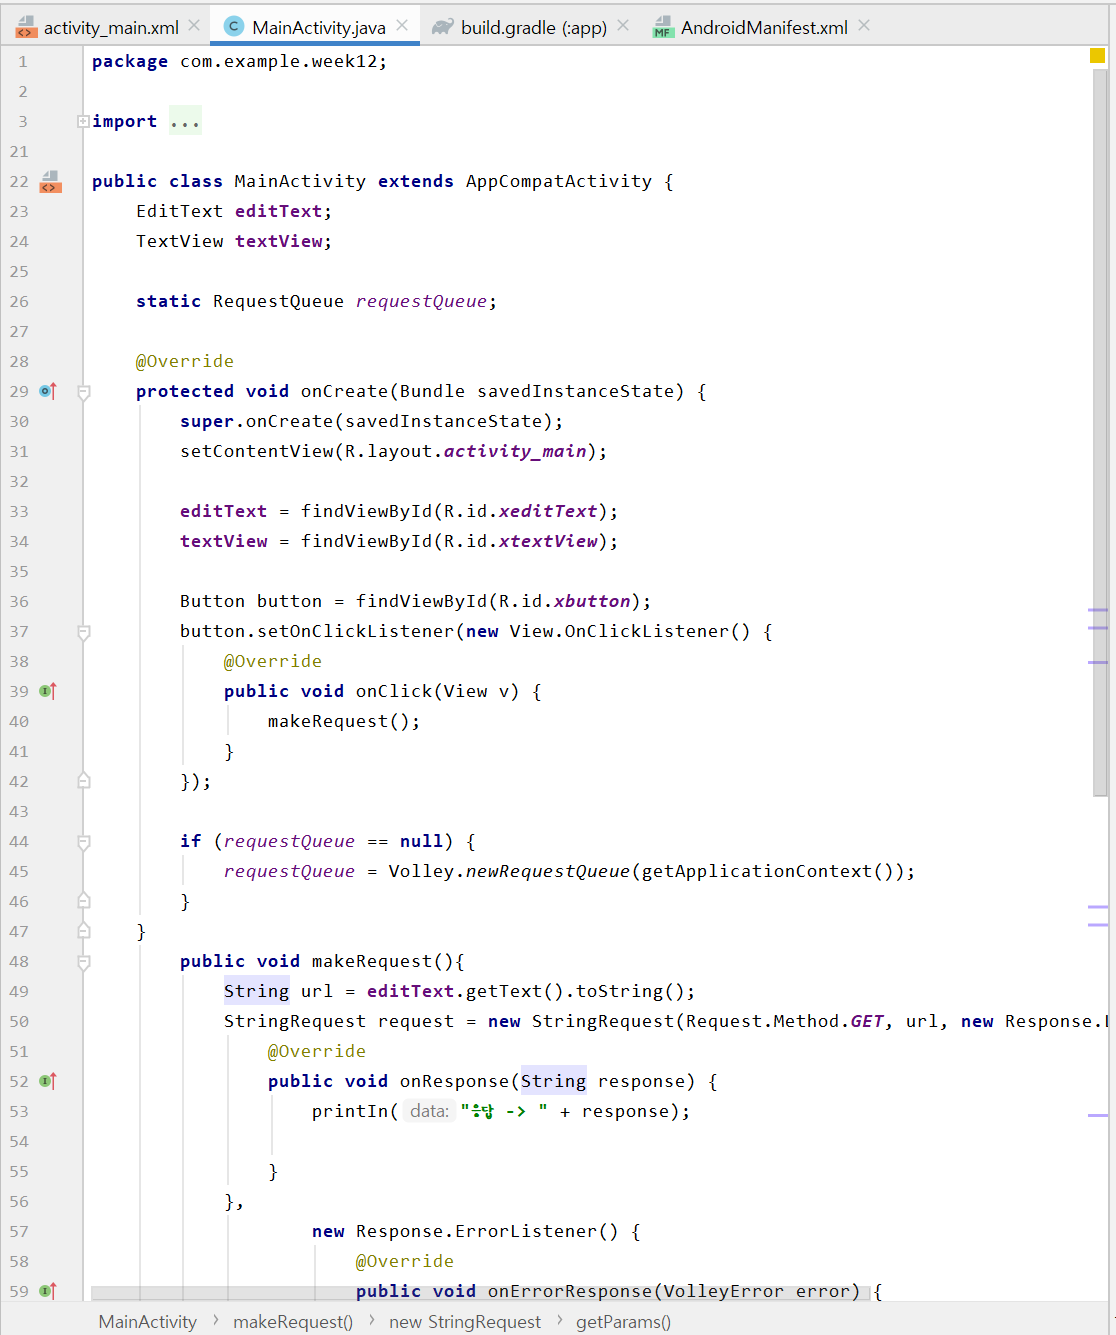 activity_main.xml MainActivity.java build.gradle (:app) AndroidManifest.xml
1 package com.example.week12;
2
3 import ...
21
22 public class MainActivity extends AppCompatActivity {
23 EditText editText;
24 TextView textView;
25
26 static RequestQueue requestQueue;
27
28 @Override
29 protected void onCreate(Bundle savedInstanceState) {
30 super.onCreate(savedInstanceState);
31 setContentView(R.layout.activity_main);
32
33 editText = findViewById(R.id.xeditText);
34 textView = findViewById(R.id.xtextView);
35
36 Button button = findViewById(R.id.xbutton);
37 button.setOnClickListener(new View.OnClickListener() {
38 @Override
39 public void onClick(View v) {
40 makeRequest();
41 }
42 });
43
44 if (requestQueue == null) {
45 requestQueue = Volley.newRequestQueue(getApplicationContext());
46 }
47 }
48 public void makeRequest(){
49 String url = editText.getText().toString();
50 StringRequest request = new StringRequest(Request.Method.GET, url, new Response.
51 @Override
52 public void onResponse(String response) {
53 printIn( data: "응답 -> " + response);
54
55 }
56 },
57 new Response.ErrorListener() {
58 @Override
59 public void onErrorResponse(VolleyError error) {
MainActivity › makeRequest() › new StringRequest › getParams()